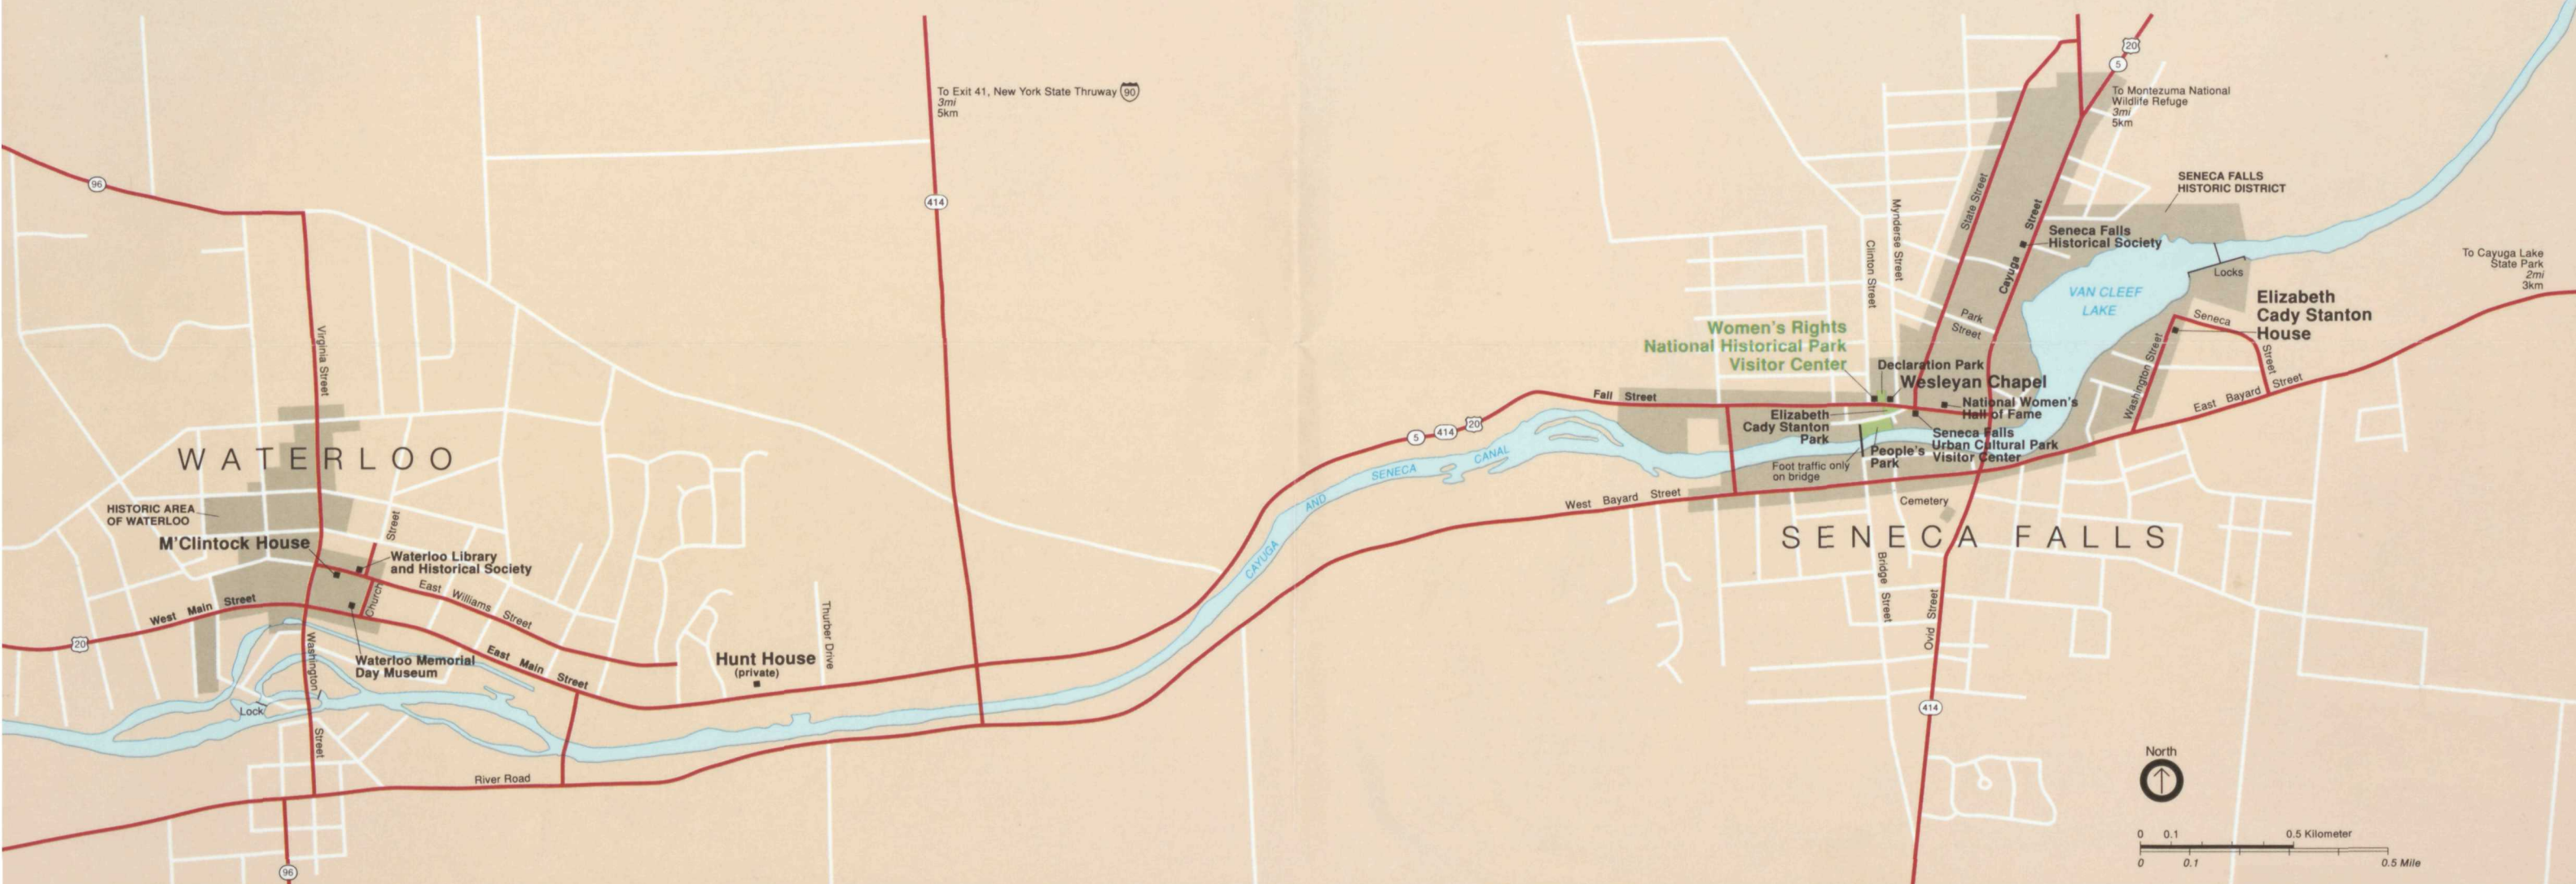 96
Virginia Street
WATERLOO
HISTORIC AREA
OF WATERLOO
M'Clintock House
Street
Church
Waterloo Library
and Historical Society
East Williams Street
West Main Street
20
Washington
Street
Waterloo Memorial
Day Museum
East Main Street
Lock
River Road
96
Hunt House
(private)
Thurber Drive
To Exit 41, New York State Thruway 90
3mi
5km
414
5
414
20
CAYUGA AND SENECA CANAL
Fall Street
West Bayard Street
Women's Rights
National Historical Park
Visitor Center
Clinton Street
Mynderse Street
State Street
Cayuga Street
Park
Street
20
5
To Montezuma National
Wildlife Refuge
3mi
5km
SENECA FALLS
HISTORIC DISTRICT
Seneca Falls
Historical Society
VAN CLEEF
LAKE
Locks
To Cayuga Lake
State Park
2mi
3km
Elizabeth
Cady Stanton
House
Seneca
Street
Washington Street
East Bayard Street
Declaration Park
Wesleyan Chapel
National Women's
Hall of Fame
Elizabeth
Cady Stanton
Park
Seneca Falls
Urban Cultural Park
Visitor Center
People's
Park
Foot traffic only
on bridge
Cemetery
SENECA FALLS
Bridge Street
Ovid Street
414
North
0 0.1 0.5 Kilometer
0 0.1 0.5 Mile